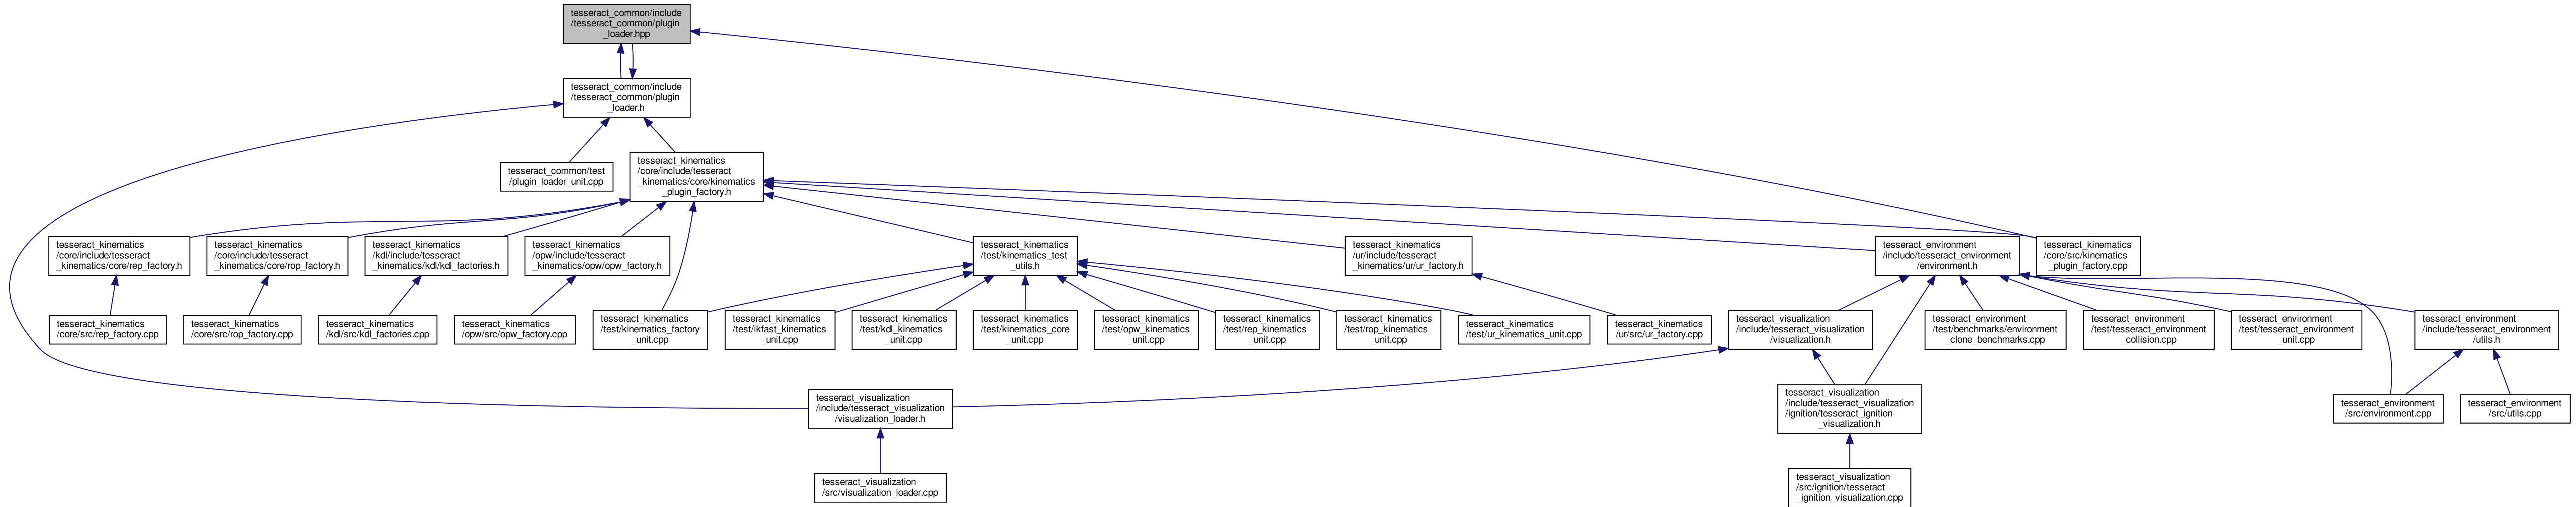 tesseract_common/include
/tesseract_common/plugin
_loader.hpp
tesseract_common/include
/tesseract_common/plugin
_loader.h
tesseract_common/test
/plugin_loader_unit.cpp
tesseract_kinematics
/core/include/tesseract
_kinematics/core/kinematics
_plugin_factory.h
tesseract_kinematics
/core/include/tesseract
_kinematics/core/rep_factory.h
tesseract_kinematics
/core/include/tesseract
_kinematics/core/rop_factory.h
tesseract_kinematics
/kdl/include/tesseract
_kinematics/kdl/kdl_factories.h
tesseract_kinematics
/opw/include/tesseract
_kinematics/opw/opw_factory.h
tesseract_kinematics
/test/kinematics_test
_utils.h
tesseract_kinematics
/ur/include/tesseract
_kinematics/ur/ur_factory.h
tesseract_environment
/include/tesseract_environment
/environment.h
tesseract_kinematics
/core/src/kinematics
_plugin_factory.cpp
tesseract_kinematics
/core/src/rep_factory.cpp
tesseract_kinematics
/core/src/rop_factory.cpp
tesseract_kinematics
/kdl/src/kdl_factories.cpp
tesseract_kinematics
/opw/src/opw_factory.cpp
tesseract_kinematics
/test/kinematics_factory
_unit.cpp
tesseract_kinematics
/test/ikfast_kinematics
_unit.cpp
tesseract_kinematics
/test/kdl_kinematics
_unit.cpp
tesseract_kinematics
/test/kinematics_core
_unit.cpp
tesseract_kinematics
/test/opw_kinematics
_unit.cpp
tesseract_kinematics
/test/rep_kinematics
_unit.cpp
tesseract_kinematics
/test/rop_kinematics
_unit.cpp
tesseract_kinematics
/test/ur_kinematics_unit.cpp
tesseract_kinematics
/ur/src/ur_factory.cpp
tesseract_visualization
/include/tesseract_visualization
/visualization.h
tesseract_environment
/test/benchmarks/environment
_clone_benchmarks.cpp
tesseract_environment
/test/tesseract_environment
_collision.cpp
tesseract_environment
/test/tesseract_environment
_unit.cpp
tesseract_environment
/include/tesseract_environment
/utils.h
tesseract_visualization
/include/tesseract_visualization
/visualization_loader.h
tesseract_visualization
/include/tesseract_visualization
/ignition/tesseract_ignition
_visualization.h
tesseract_environment
/src/environment.cpp
tesseract_environment
/src/utils.cpp
tesseract_visualization
/src/visualization_loader.cpp
tesseract_visualization
/src/ignition/tesseract
_ignition_visualization.cpp